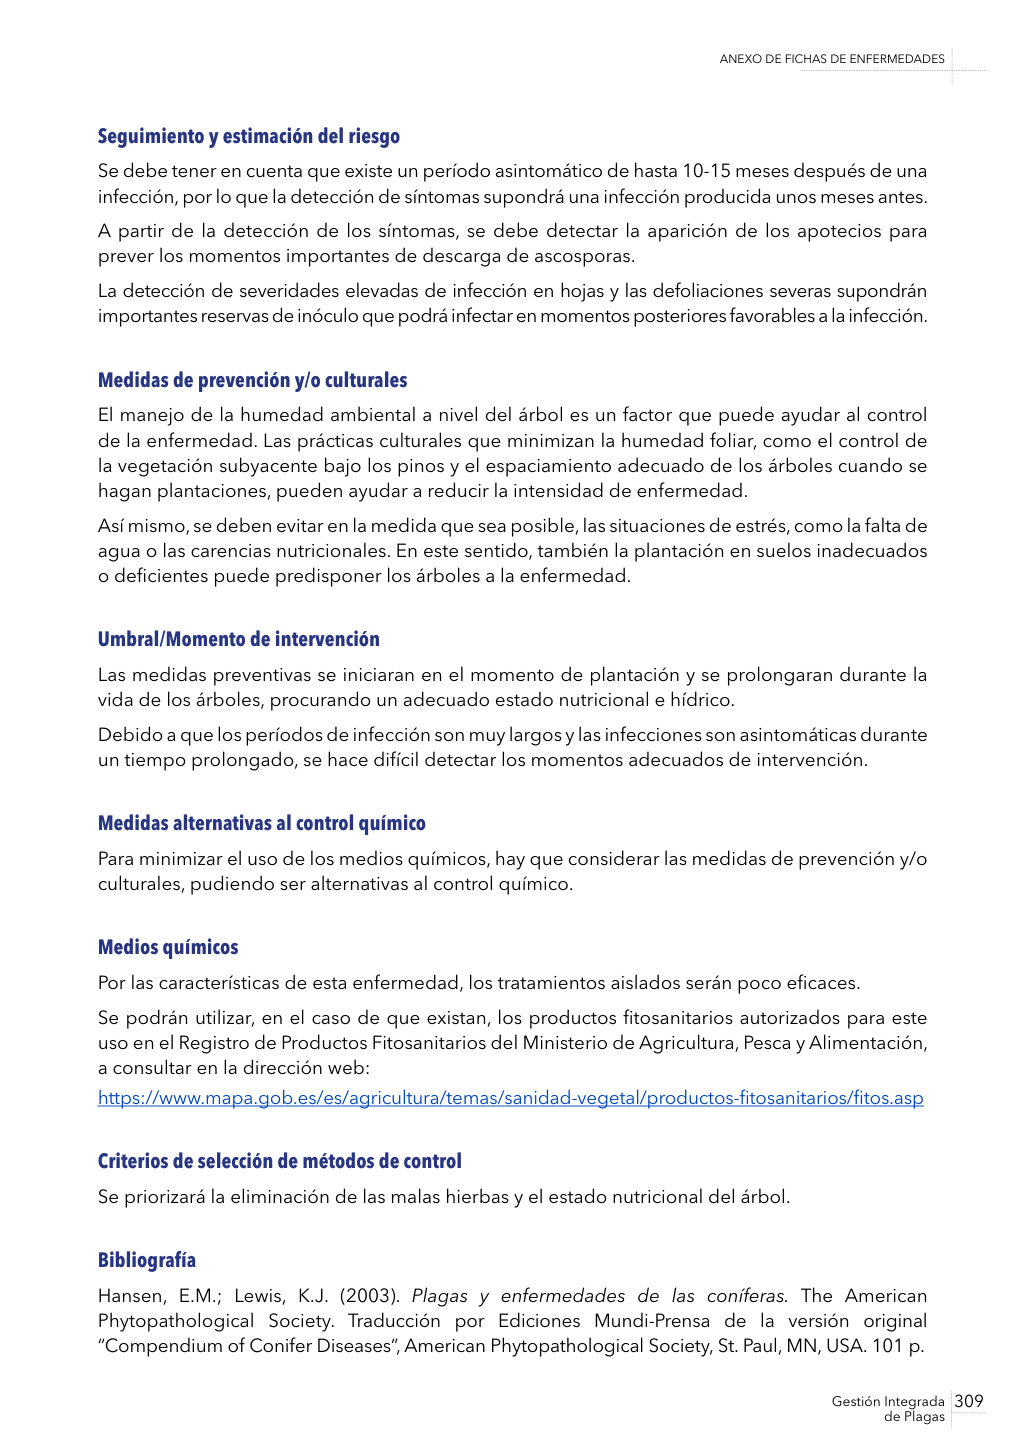 ANEXO DE FICHAS DE ENFERMEDADES
Seguimiento y estimación del riesgo
Se debe tener en cuenta que existe un período asintomático de hasta 10-15 meses después de una
infección, por lo que la detección de síntomas supondrá una infección producida unos meses antes.
A partir de la detección de los síntomas, se debe detectar la aparición de los apotecios para
prever los momentos importantes de descarga de ascosporas.
La detección de severidades elevadas de infección en hojas y las defoliaciones severas supondrán
importantes reservas de inóculo que podrá infectar en momentos posteriores favorables a la infección.
Medidas de prevención y/o culturales
El manejo de la humedad ambiental a nivel del árbol es un factor que puede ayudar al control
de la enfermedad. Las prácticas culturales que minimizan la humedad foliar, como el control de
la vegetación subyacente bajo los pinos y el espaciamiento adecuado de los árboles cuando se
hagan plantaciones, pueden ayudar a reducir la intensidad de enfermedad.
Así mismo, se deben evitar en la medida que sea posible, las situaciones de estrés, como la falta de
agua o las carencias nutricionales. En este sentido, también la plantación en suelos inadecuados
o deficientes puede predisponer los árboles a la enfermedad.
Umbral/Momento de intervención
Las medidas preventivas se iniciaran en el momento de plantación y se prolongaran durante la
vida de los árboles, procurando un adecuado estado nutricional e hídrico.
Debido a que los períodos de infección son muy largos y las infecciones son asintomáticas durante
un tiempo prolongado, se hace difícil detectar los momentos adecuados de intervención.
Medidas alternativas al control químico
Para minimizar el uso de los medios químicos, hay que considerar las medidas de prevención y/o
culturales, pudiendo ser alternativas al control químico.
Medios químicos
Por las características de esta enfermedad, los tratamientos aislados serán poco eficaces.
Se podrán utilizar, en el caso de que existan, los productos fitosanitarios autorizados para este
uso en el Registro de Productos Fitosanitarios del Ministerio de Agricultura, Pesca y Alimentación,
a consultar en la dirección web:
https://www.mapa.gob.es/es/agricultura/temas/sanidad-vegetal/productos-fitosanitarios/fitos.asp
Criterios de selección de métodos de control
Se priorizará la eliminación de las malas hierbas y el estado nutricional del árbol.
Bibliografía
Hansen, E.M.; Lewis, K.J. (2003). Plagas y enfermedades de las coníferas. The American
Phytopathological Society. Traducción por Ediciones Mundi-Prensa de la versión original
“Compendium of Conifer Diseases”, American Phytopathological Society, St. Paul, MN, USA. 101 p.
Gestión Integrada 309
de Plagas